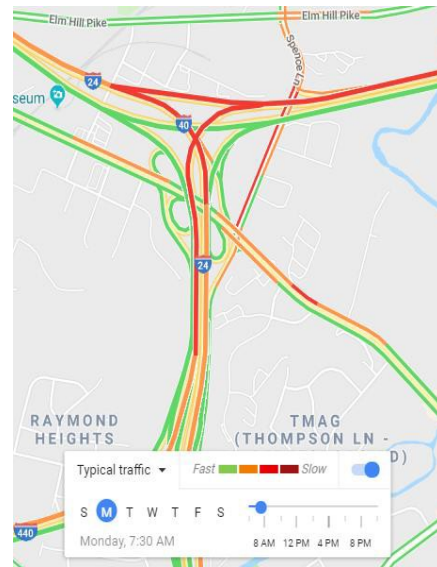 Elm Hill Pike
Elm Hill Pike
Spence Ln
24
seum
40
24
RAYMOND
HEIGHTS
TMAG
(THOMPSON LN -
D)
Typical traffic
Fast
Slow
S M T W T F S
Monday, 7:30 AM
8 AM 12 PM 4 PM 8 PM
440